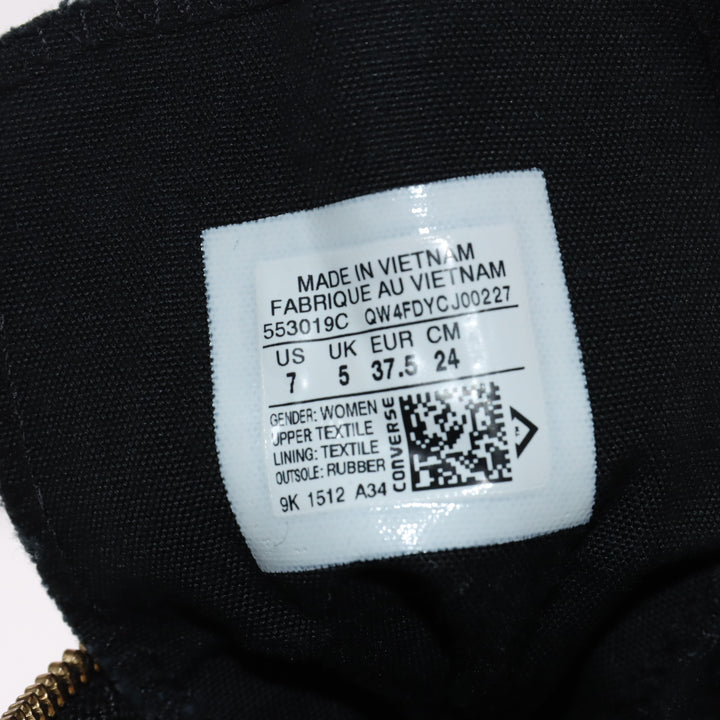 MADE IN VIETNAM
FABRIQUE AU VIETNAM
553019C QW4FDYCJ00227
US UK EUR CM
7 5 37.5 24
GENDER: WOMEN
UPPER TEXTILE
LINING: TEXTILE
OUTSOLE: RUBBER
9K 1512 A34
CONVERSE